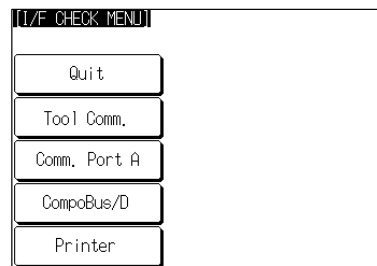 [I/F CHECK MENU]
Quit
Tool Comm.
Comm. Port A
CompoBus/D
Printer